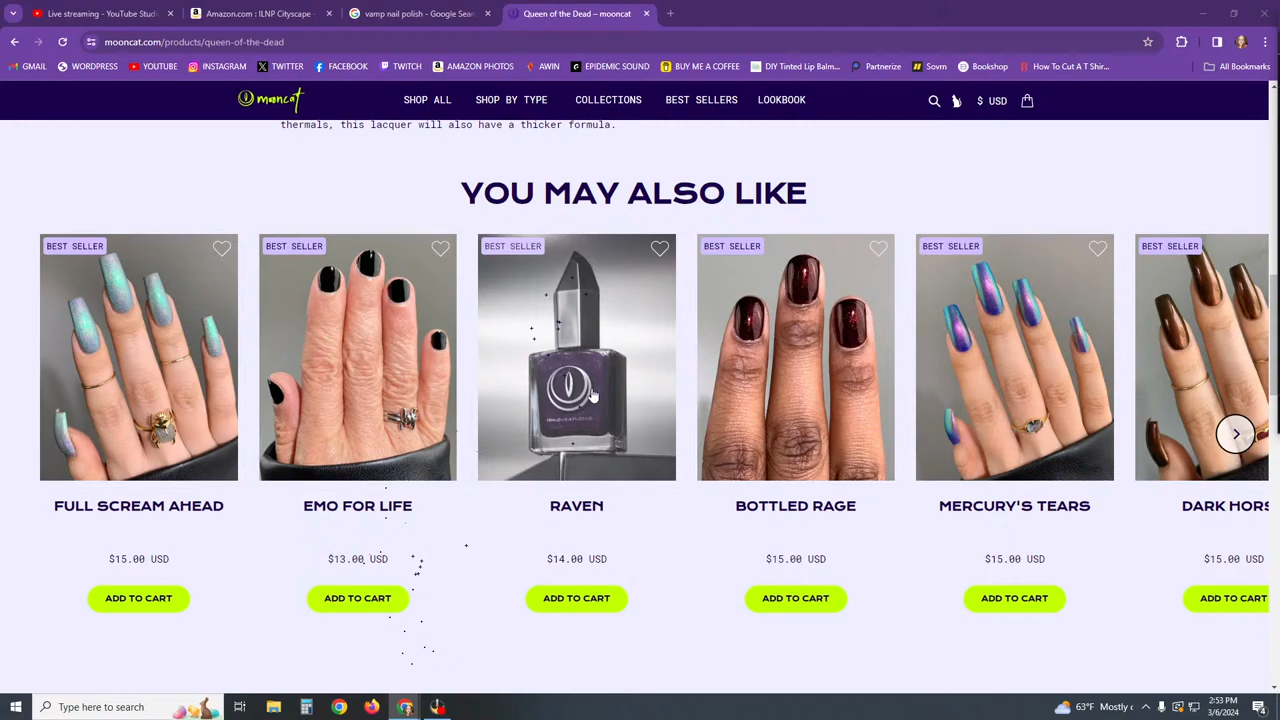 Live streaming - YouTube Studi
Amazon.com : ILNP Cityscape -
vamp nail polish - Google Sear
Queen of the Dead – mooncat
mooncat.com/products/queen-of-the-dead
GMAIL WORDPRESS YOUTUBE INSTAGRAM TWITTER FACEBOOK TWITCH AMAZON PHOTOS AWIN EPIDEMIC SOUND BUY ME A COFFEE DIY Tinted Lip Balm... Partnerize Sovrn Bookshop How To Cut A T Shir... All Bookmarks
mooncat SHOP ALL SHOP BY TYPE COLLECTIONS BEST SELLERS LOOKBOOK $ USD
thermals, this lacquer will also have a thicker formula.
YOU MAY ALSO LIKE
BEST SELLER BEST SELLER BEST SELLER BEST SELLER BEST SELLER BEST SELLER
FULL SCREAM AHEAD EMO FOR LIFE RAVEN BOTTLED RAGE MERCURY'S TEARS DARK HORS
$15.00 USD $13.00 USD $14.00 USD $15.00 USD $15.00 USD $15.00 USD
ADD TO CART ADD TO CART ADD TO CART ADD TO CART ADD TO CART ADD TO CART
Type here to search
63°F Mostly c
2:53 PM
3/6/2024
4